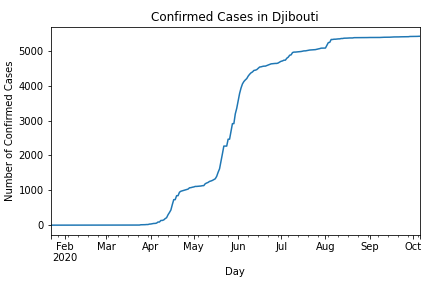 Confirmed Cases in Djibouti
Number of Confirmed Cases
5000
4000
3000
2000
1000
0
Feb Mar Apr May Jun Jul Aug Sep Oct
2020
Day